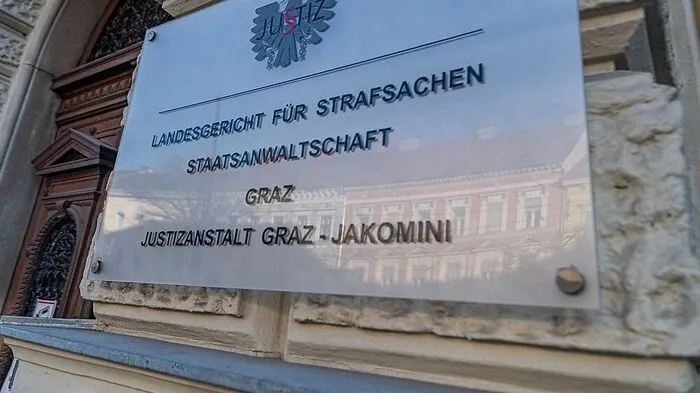 JUSTIZ
LANDESGERICHT FÜR STRAFSACHEN
STAATSANWALTSCHAFT
GRAZ
JUSTIZANSTALT GRAZ - JAKOMINI